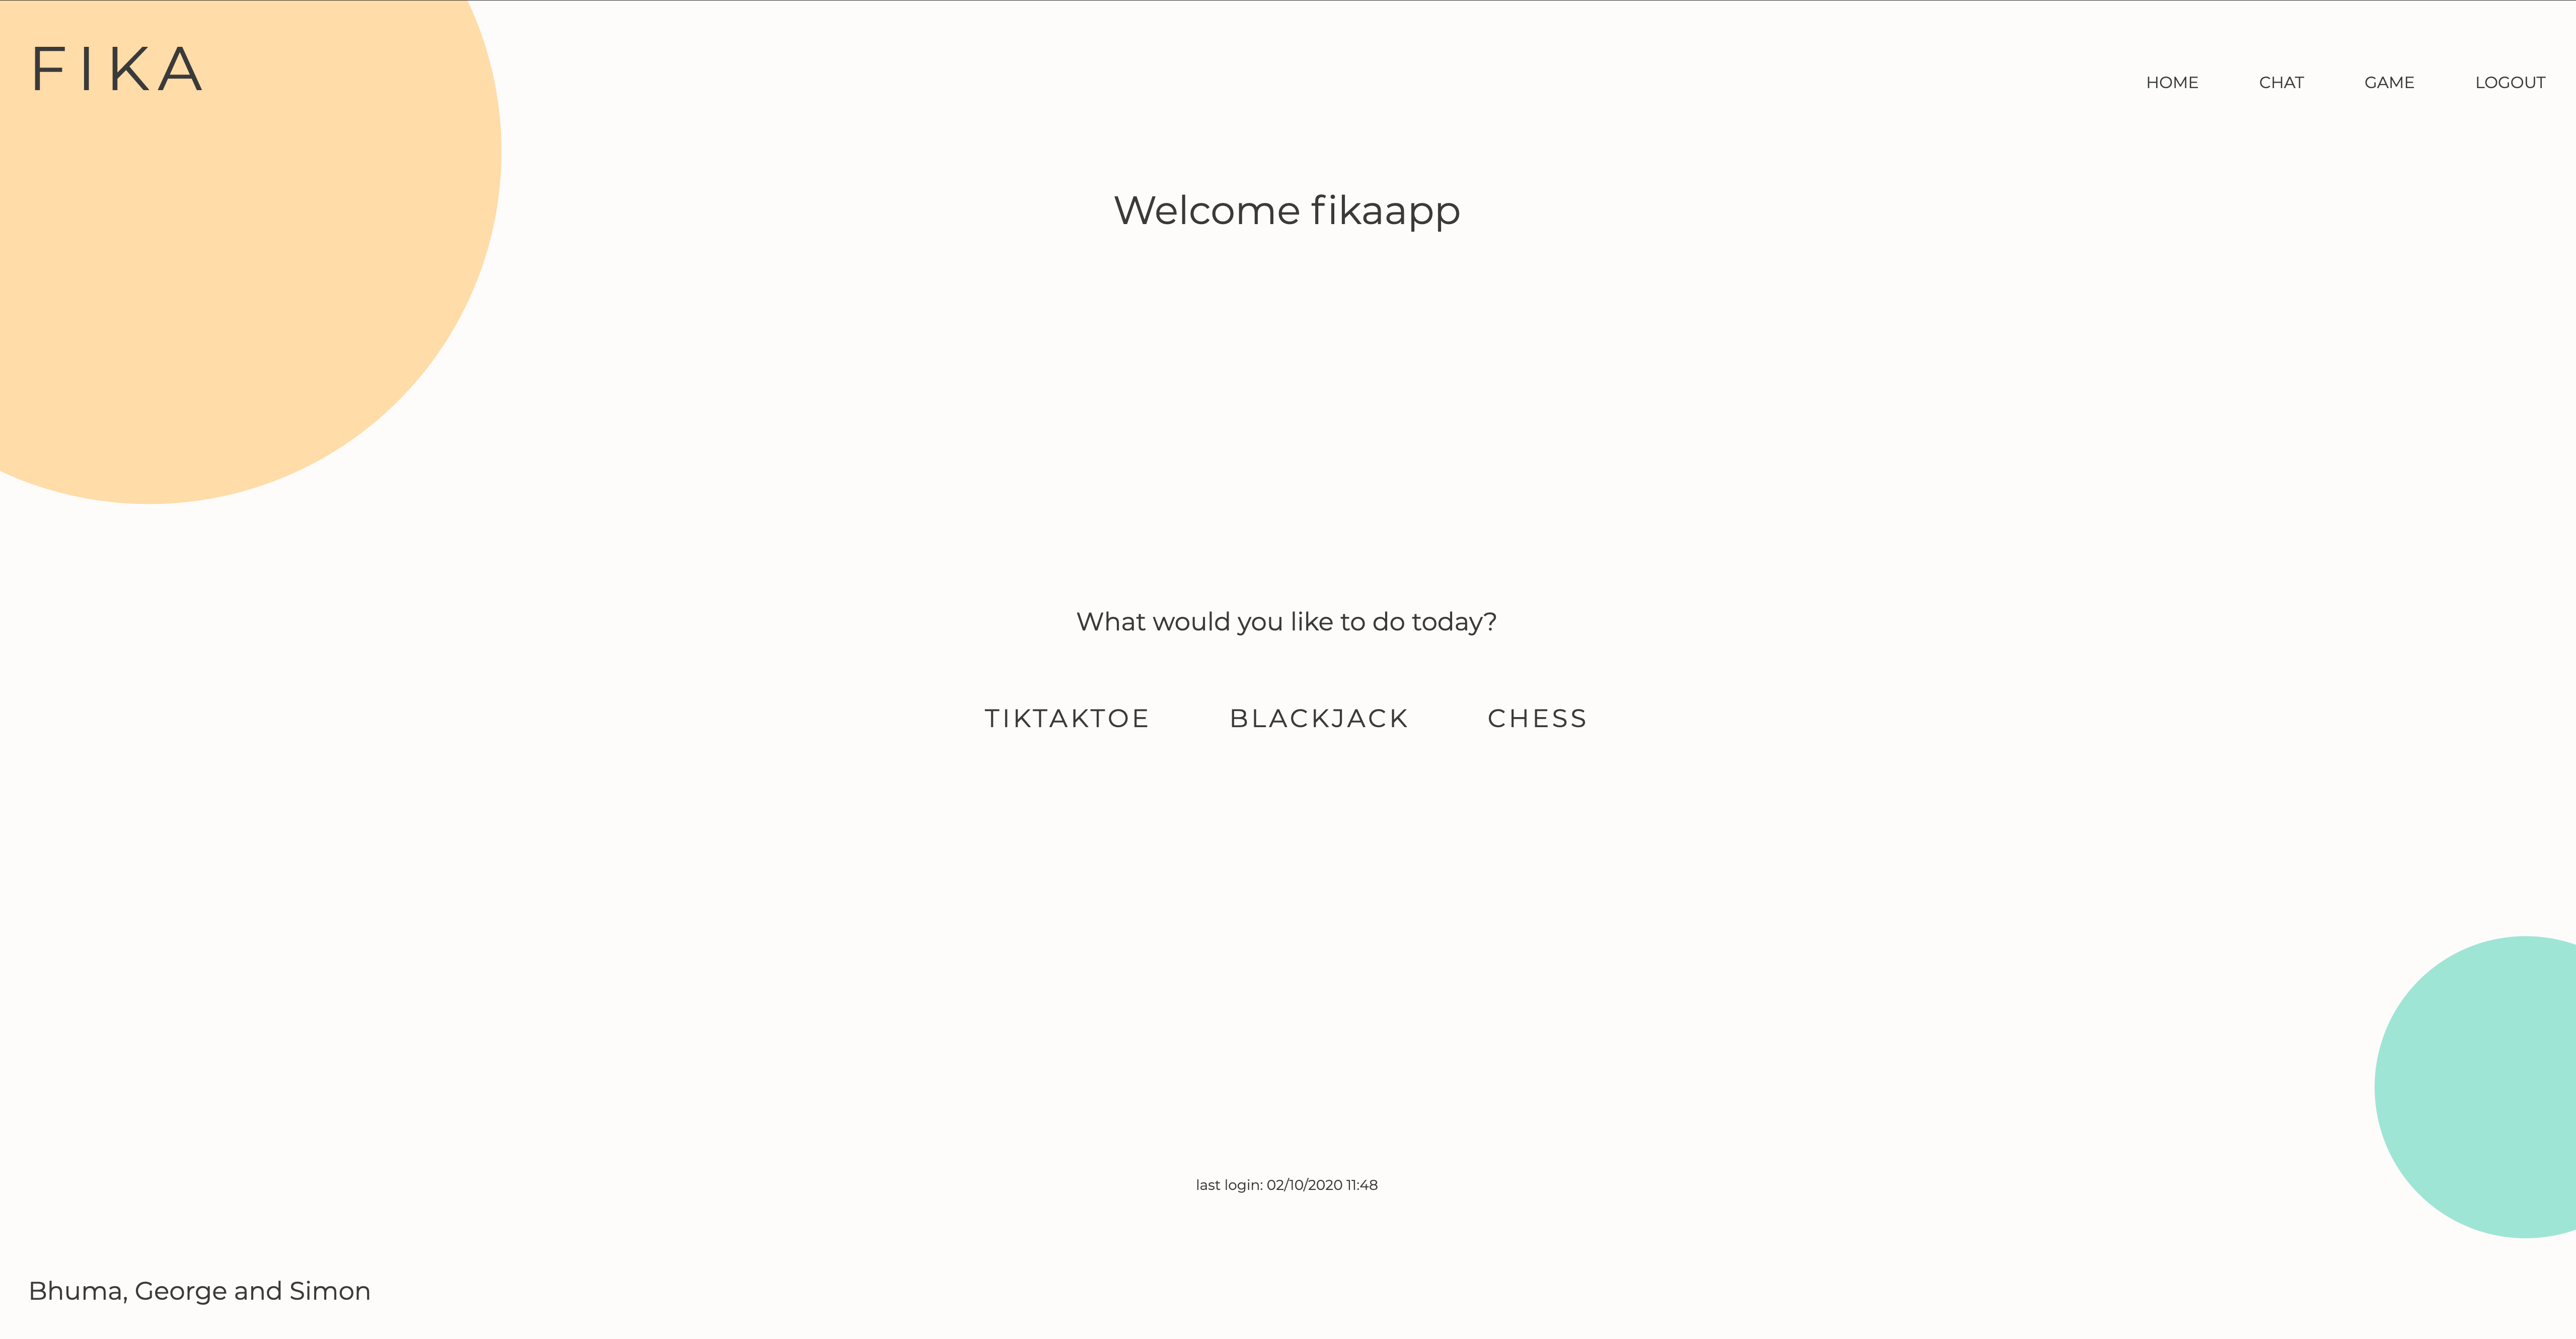 FIKA
HOME CHAT GAME LOGOUT
Welcome fikaapp
What would you like to do today?
TIKTAKTOE BLACKJACK CHESS
last login: 02/10/2020 11:48
Bhuma, George and Simon